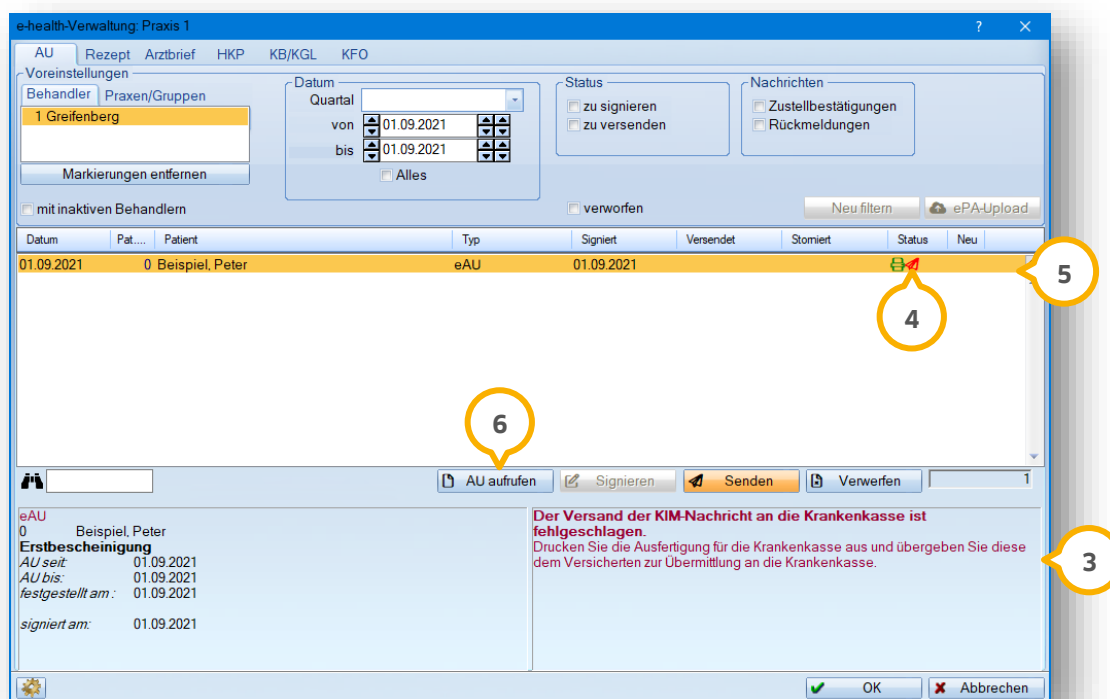 e-health-Verwaltung: Praxis 1
AU Rezept Arztbrief HKP KB/KGL KFO
Voreinstellungen
Behandler Praxen/Gruppen
1 Greifenberg
Markierungen entfernen
mit inaktiven Behandlern
Datum
Quartal
von 01.09.2021
bis 01.09.2021
Alles
Status
zu signieren
zu versenden
verworfen
Nachrichten
Zustellbestätigungen
Rückmeldungen
Neu filtern ePA-Upload
Datum Pat.... Patient Typ Signiert Versendet Storniert Status Neu
01.09.2021 0 Beispiel, Peter eAU 01.09.2021
5
4
6
AU aufrufen Signieren Senden Verwerfen 1
eAU
0 Beispiel, Peter
Erstbescheinigung
AU seit: 01.09.2021
AU bis: 01.09.2021
festgestellt am : 01.09.2021
signiert am: 01.09.2021
Der Versand der KIM-Nachricht an die Krankenkasse ist
fehlgeschlagen.
Drucken Sie die Ausfertigung für die Krankenkasse aus und übergeben Sie diese
dem Versicherten zur Übermittlung an die Krankenkasse.
3
OK Abbrechen